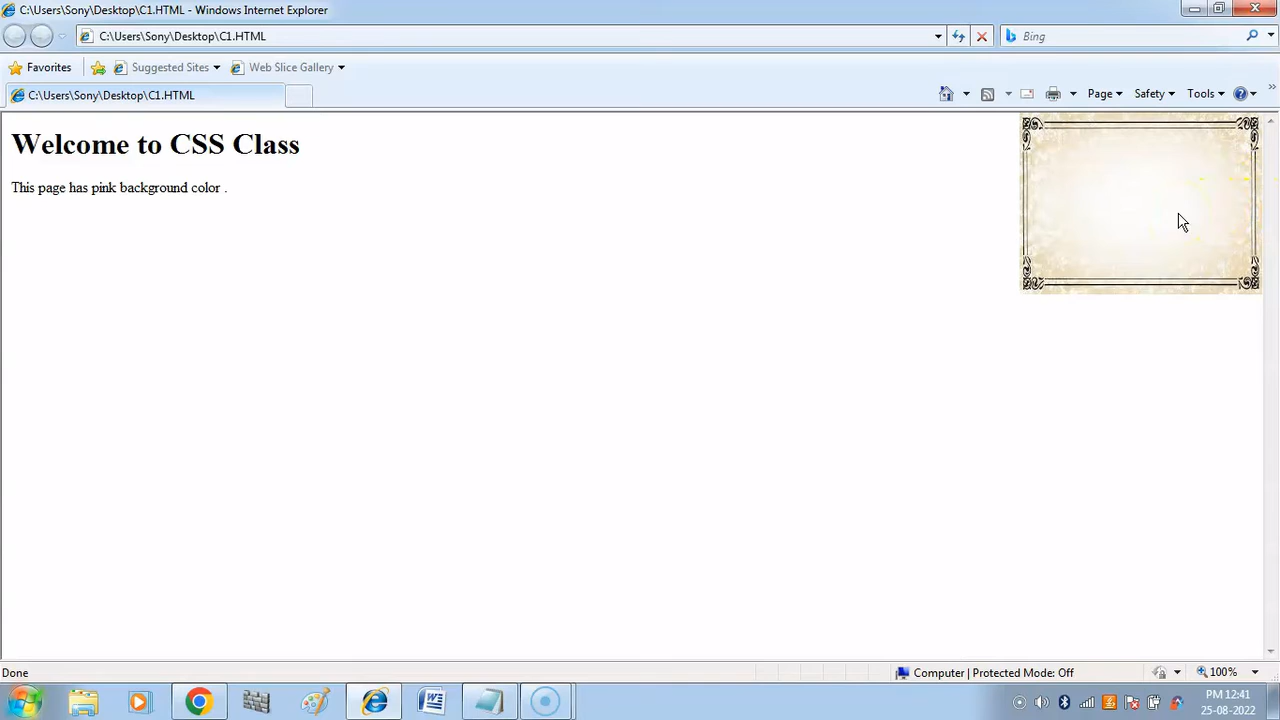 C:\Users\Sony\Desktop\C1.HTML - Windows Internet Explorer
C:\Users\Sony\Desktop\C1.HTML
Bing
Favorites
Suggested Sites
Web Slice Gallery
C:\Users\Sony\Desktop\C1.HTML
Page
Safety
Tools
Welcome to CSS Class
This page has pink background color .
Done
Computer | Protected Mode: Off
100%
PM 12:41
25-08-2022